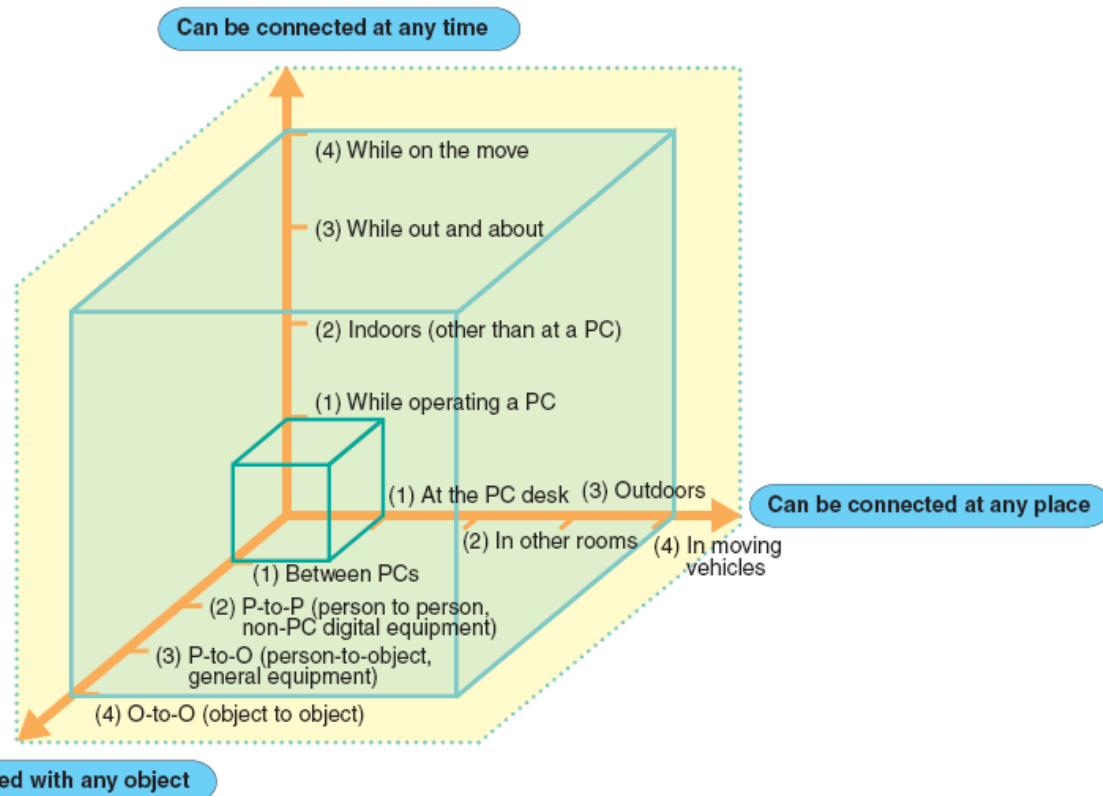 Can be connected at any time
(4) While on the move
(3) While out and about
(2) Indoors (other than at a PC)
(1) While operating a PC
(1) At the PC desk
(3) Outdoors
Can be connected at any place
(2) In other rooms
(4) In moving
vehicles
(1) Between PCs
(2) P-to-P (person to person,
non-PC digital equipment)
(3) P-to-O (person-to-object,
general equipment)
(4) O-to-O (object to object)
ed with any object